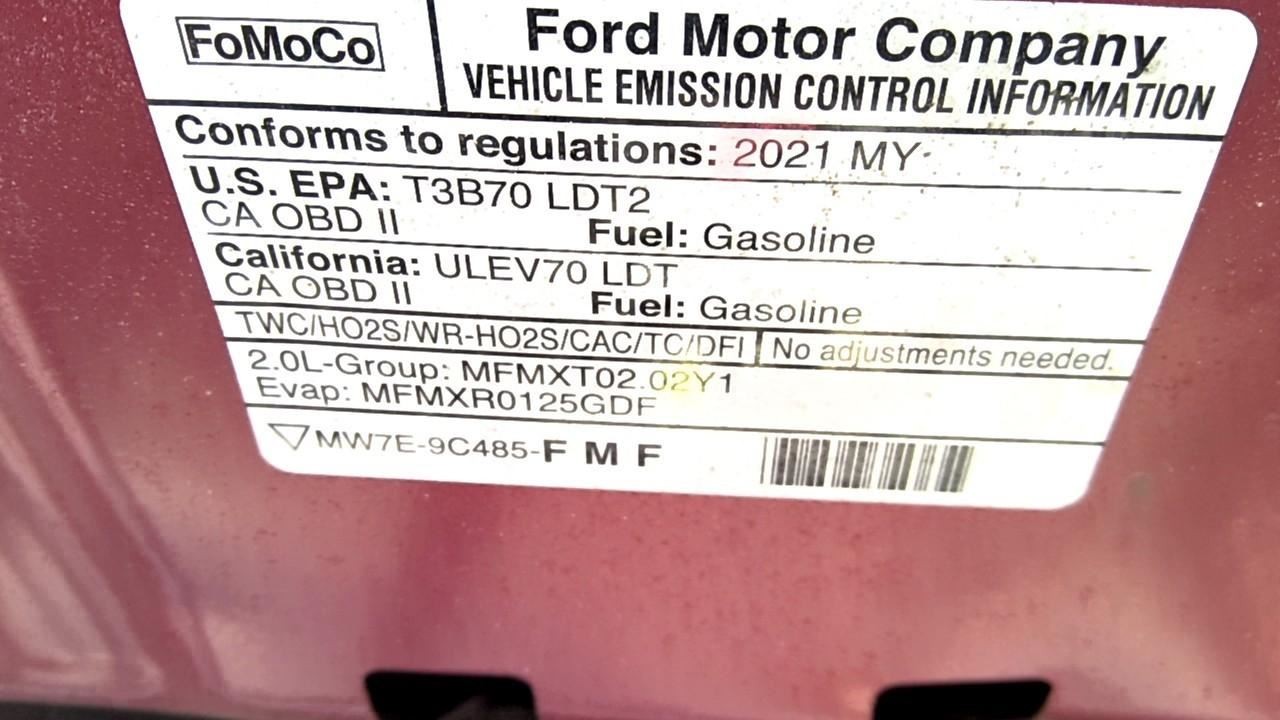 FoMoCo
Ford Motor Company
VEHICLE EMISSION CONTROL INFORMATION
Conforms to regulations: 2021 MY
U.S. EPA: T3B70 LDT2
CA OBD II Fuel: Gasoline
California: ULEV70 LDT
CA OBD II Fuel: Gasoline
TWC/HO2S/WR-HO2S/CAC/TC/DFI No adjustments needed.
2.0L-Group: MFMXT02.02Y1
Evap: MFMXR0125GDF
MW7E-9C485-F M F